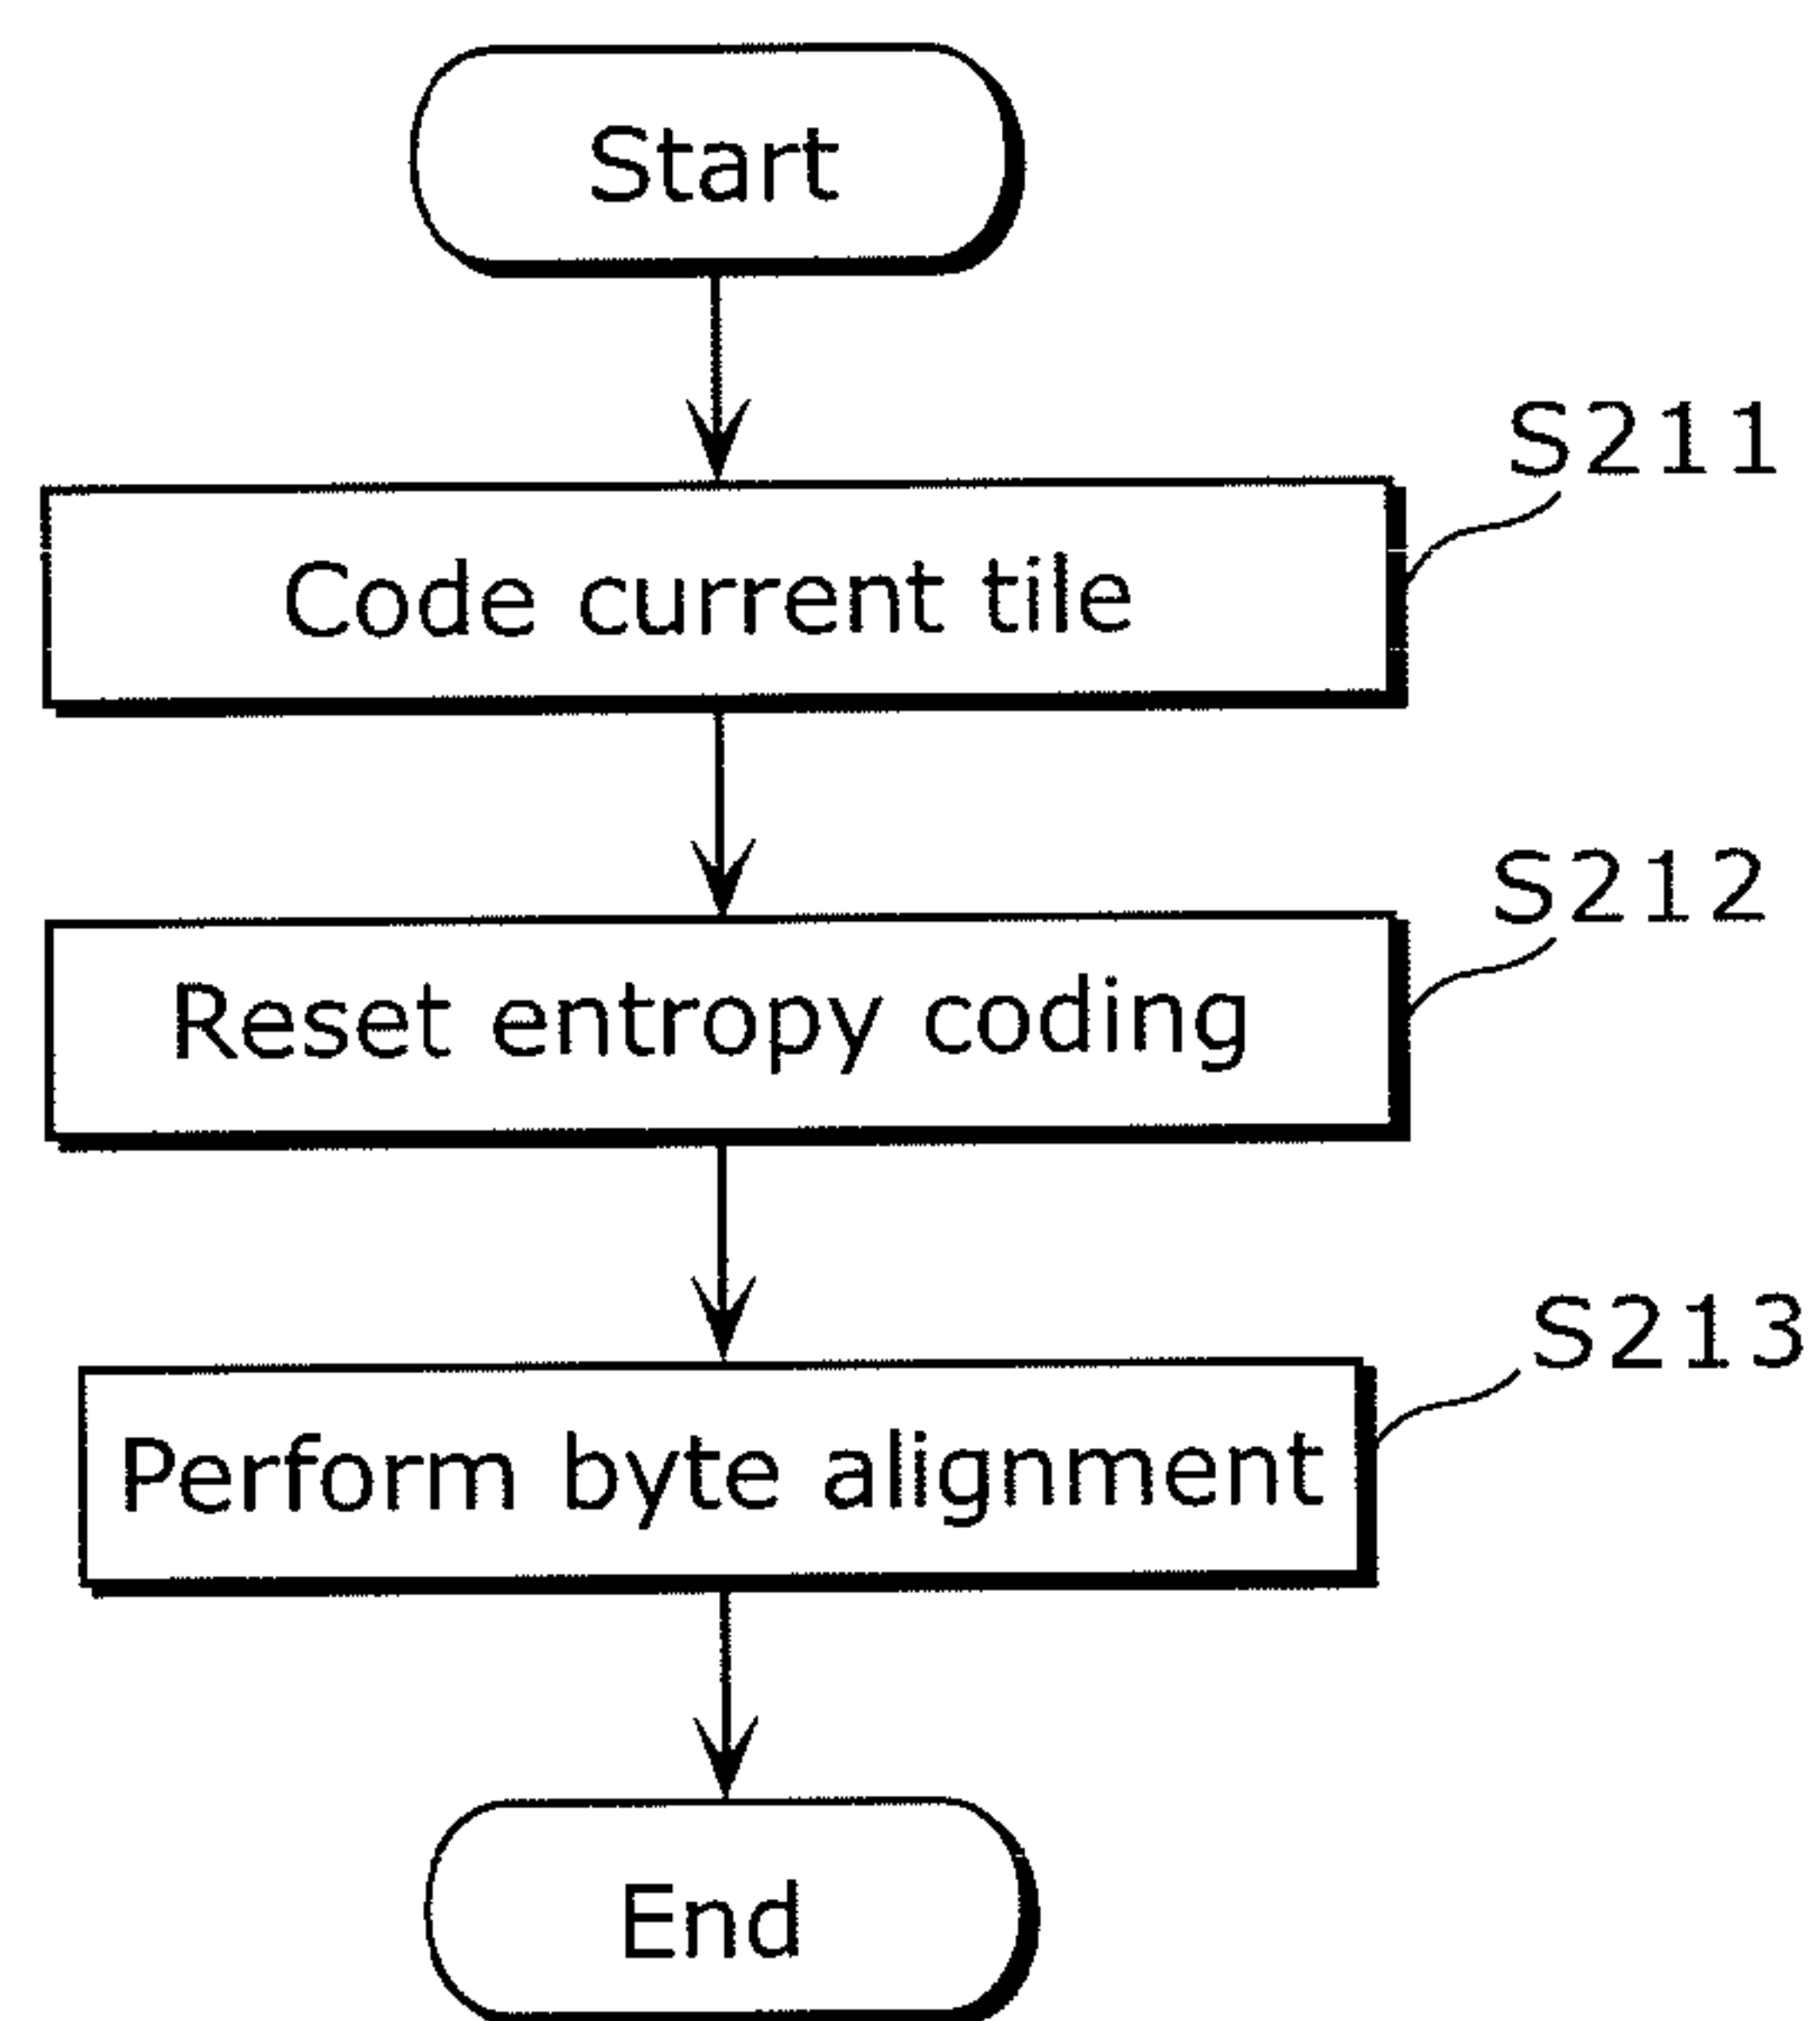 Start
S211
Code current tile
S212
Reset entropy coding
S213
Perform byte alignment
End